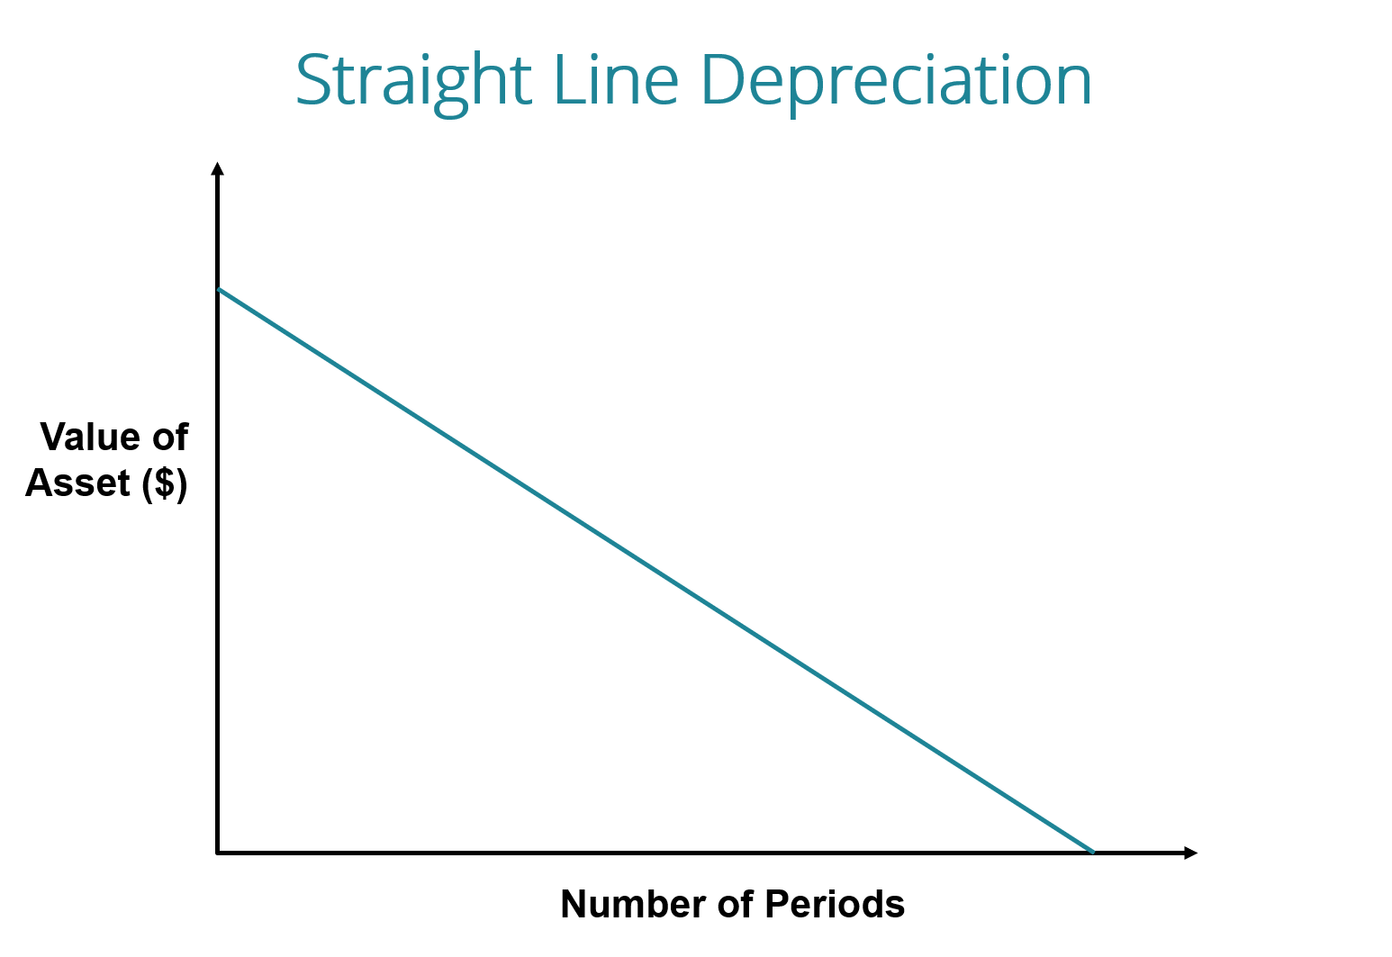 Straight Line Depreciation
Value of
Asset ($)
Number of Periods